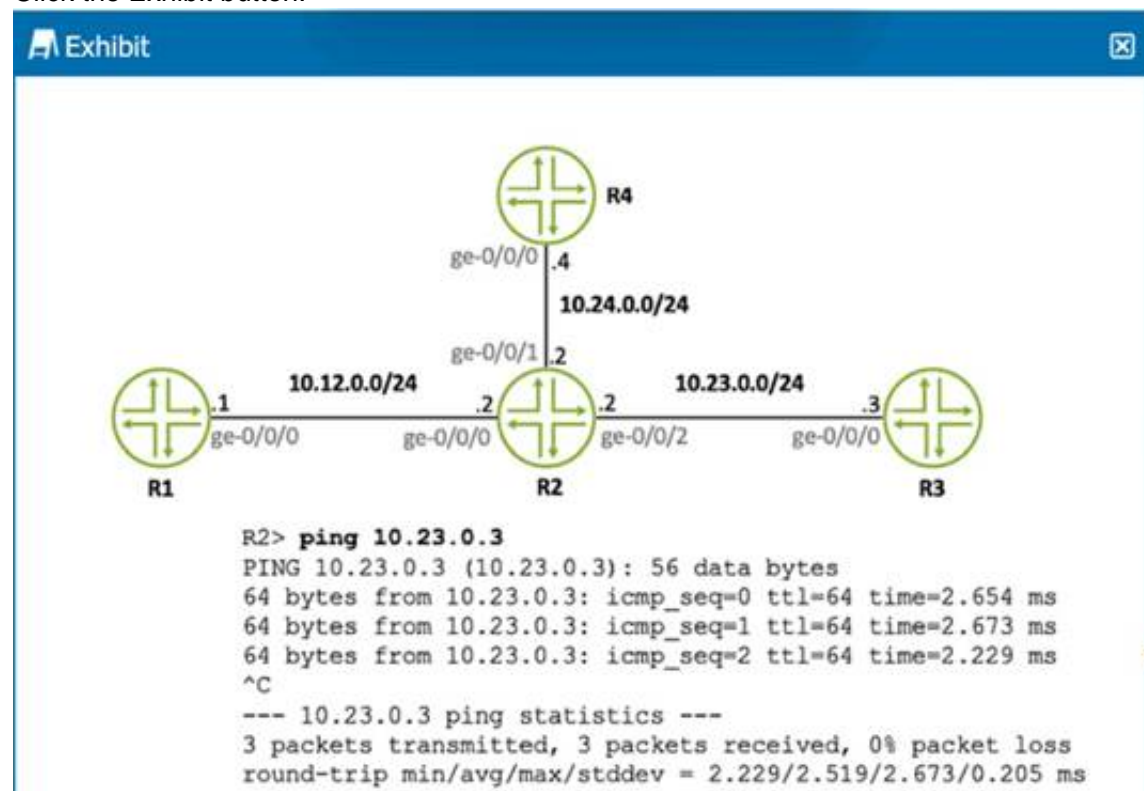 Click the Exhibit button.
Exhibit
R4
ge-0/0/0
.4
10.24.0.0/24
ge-0/0/1
.2
10.12.0.0/24
10.23.0.0/24
.1
.2
.2
.3
ge-0/0/0
ge-0/0/0
ge-0/0/2
ge-0/0/0
R1
R2
R3
R2> ping 10.23.0.3
PING 10.23.0.3 (10.23.0.3): 56 data bytes
64 bytes from 10.23.0.3: icmp_seq=0 ttl=64 time=2.654 ms
64 bytes from 10.23.0.3: icmp_seq=1 ttl=64 time=2.673 ms
64 bytes from 10.23.0.3: icmp_seq=2 ttl=64 time=2.229 ms
^C
--- 10.23.0.3 ping statistics ---
3 packets transmitted, 3 packets received, 0% packet loss
round-trip min/avg/max/stddev = 2.229/2.519/2.673/0.205 ms